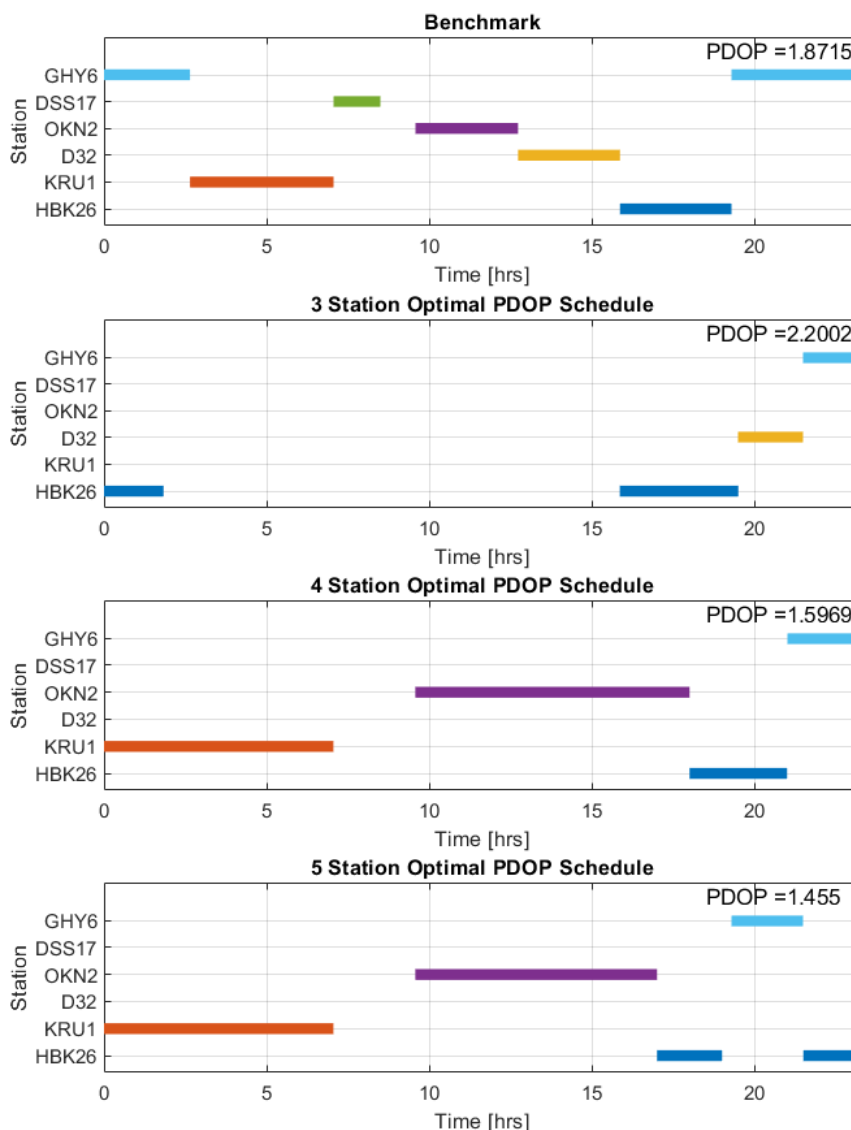 Benchmark
PDOP =1.8715
GHY6
DSS17
OKN2
D32
KRU1
HBK26
Station
0 5 10 15 20
Time [hrs]
3 Station Optimal PDOP Schedule
PDOP =2.2002
GHY6
DSS17
OKN2
D32
KRU1
HBK26
Station
0 5 10 15 20
Time [hrs]
4 Station Optimal PDOP Schedule
PDOP =1.5969
GHY6
DSS17
OKN2
D32
KRU1
HBK26
Station
0 5 10 15 20
Time [hrs]
5 Station Optimal PDOP Schedule
PDOP =1.455
GHY6
DSS17
OKN2
D32
KRU1
HBK26
Station
0 5 10 15 20
Time [hrs]